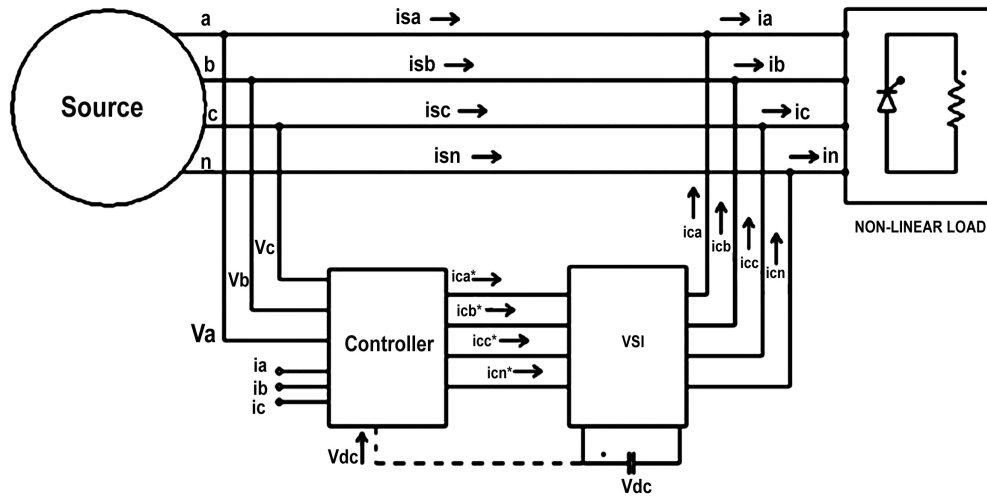 a
isa
ia
b
isb
ib
Source
c
isc
ic
n
isn
in
NON-LINEAR LOAD
ica
icb
icc
icn
Vc
Vb
Va
ica*
icb*
icc*
icn*
Controller
VSI
ia
ib
ic
Vdc
Vdc